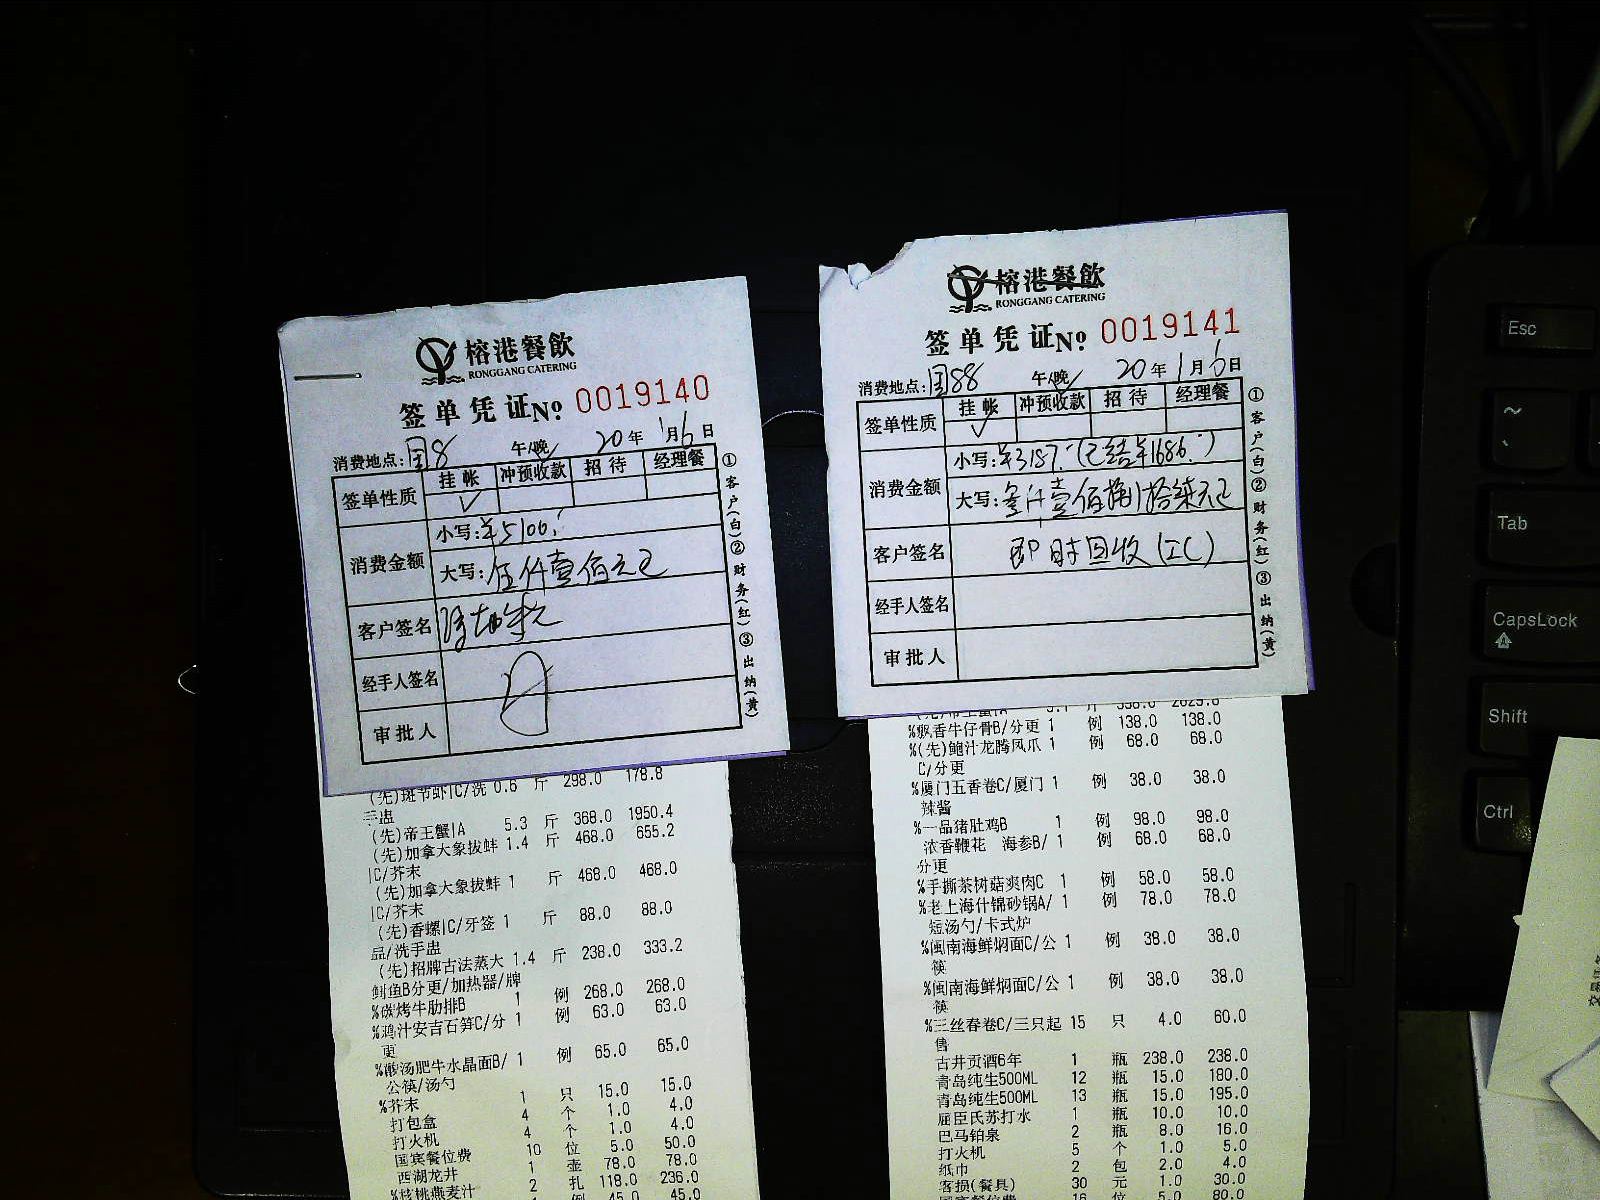 榕港餐飲
RONGGANG CATERING
签单凭证No. 0019140
消费地点:国8 午/晚 20年1月6日
签单性质 挂帐 冲预收款 招待 经理餐
✓
消费金额 小写:¥5100.
大写:伍仟壹佰元正
客户签名
经手人签名
审批人
①客户(白)②财务(红)③出纳(黄)
(先)斑节虾|C/洗 0.6 斤 298.0 178.8
手盅
(先)帝王蟹|A 5.3 斤 368.0 1950.4
(先)加拿大象拔蚌 1.4 斤 468.0 655.2
|C/芥末
(先)加拿大象拔蚌 1 斤 468.0 468.0
|C/芥末
(先)香螺|C/牙签 1 斤 88.0 88.0
品/洗手盅
(先)招牌古法蒸大 1.4 斤 238.0 333.2
鲥鱼B分更/加热器/牌
%碳烤牛肋排B 1 例 268.0 268.0
%鸡汁安吉石笋C/分 1 例 63.0 63.0
更
%酸汤肥牛水晶面B/ 1 例 65.0 65.0
公筷/汤勺
%芥末 1 只 15.0 15.0
打包盒 4 个 1.0 4.0
打火机 4 个 1.0 4.0
国宾餐位费 10 位 5.0 50.0
西湖龙井 1 壶 78.0 78.0
%核桃燕麦汁 2 扎 118.0 236.0
例 45.0 45.0
榕港餐飲
RONGGANG CATERING
签单凭证No. 0019141
消费地点:国88 午/晚 20年1月6日
签单性质 挂帐 冲预收款 招待 经理餐
✓
消费金额 小写:¥3187.(已结¥1686.)
大写:叁仟壹佰捌拾柒元正
客户签名 即时回收(IC)
经手人签名
审批人
①客户(白)②财务(红)③出纳(黄)
%飘香牛仔骨B/分更 1 例 138.0 138.0
%(先)鲍汁龙腾凤爪 1 例 68.0 68.0
C/分更
%厦门五香卷C/厦门 1 例 38.0 38.0
辣酱
%一品猪肚鸡B 1 例 98.0 98.0
浓香鞭花 海参B/ 1 例 68.0 68.0
分更
%手撕茶树菇爽肉C 1 例 58.0 58.0
%老上海什锦砂锅A/ 1 例 78.0 78.0
短汤勺/卡式炉
%闽南海鲜焖面C/公 1 例 38.0 38.0
筷
%闽南海鲜焖面C/公 1 例 38.0 38.0
筷
%三丝春卷C/三只起 15 只 4.0 60.0
售
古井贡酒6年 1 瓶 238.0 238.0
青岛纯生500ML 12 瓶 15.0 180.0
青岛纯生500ML 13 瓶 15.0 195.0
屈臣氏苏打水 1 瓶 10.0 10.0
巴马铂泉 2 瓶 8.0 16.0
打火机 5 个 1.0 5.0
纸巾 2 包 2.0 4.0
客损(餐具) 30 元 1.0 30.0
国宾餐位费 16 位 5.0 80.0
Esc
~
Tab
CapsLock
Shift
Ctrl